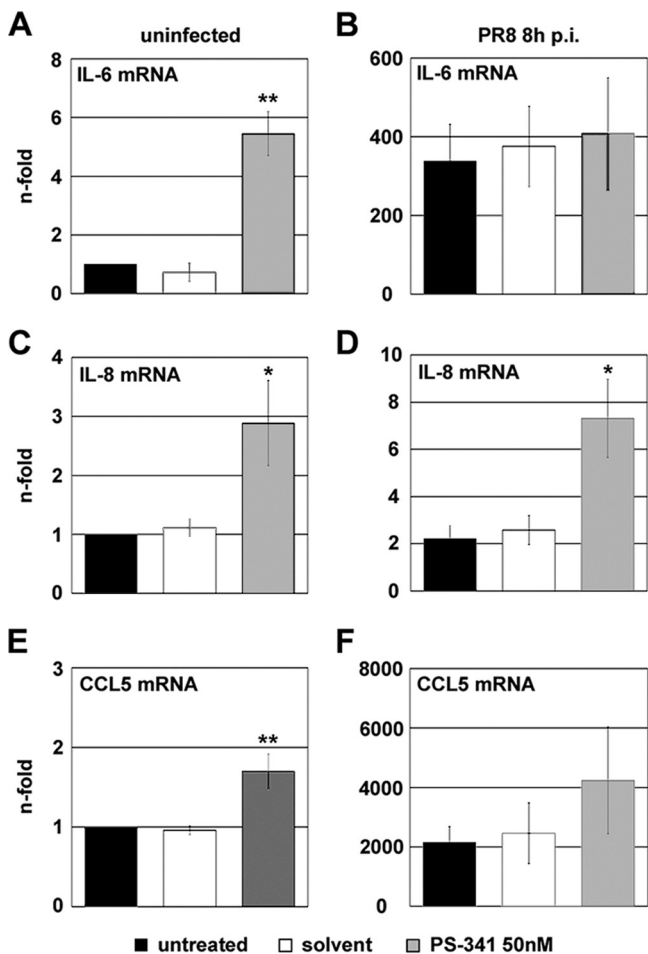 A uninfected B PR8 8h p.i.
8 IL-6 mRNA ** 600 IL-6 mRNA
6 400
4
n-fold
2 200
0 0
C D
4 IL-8 mRNA * 10 IL-8 mRNA *
3 8
6
2
n-fold
4
1 2
0 0
E F
3 CCL5 mRNA 8000 CCL5 mRNA
** 6000
2
4000
n-fold
1 2000
0 0
untreated solvent PS-341 50nM